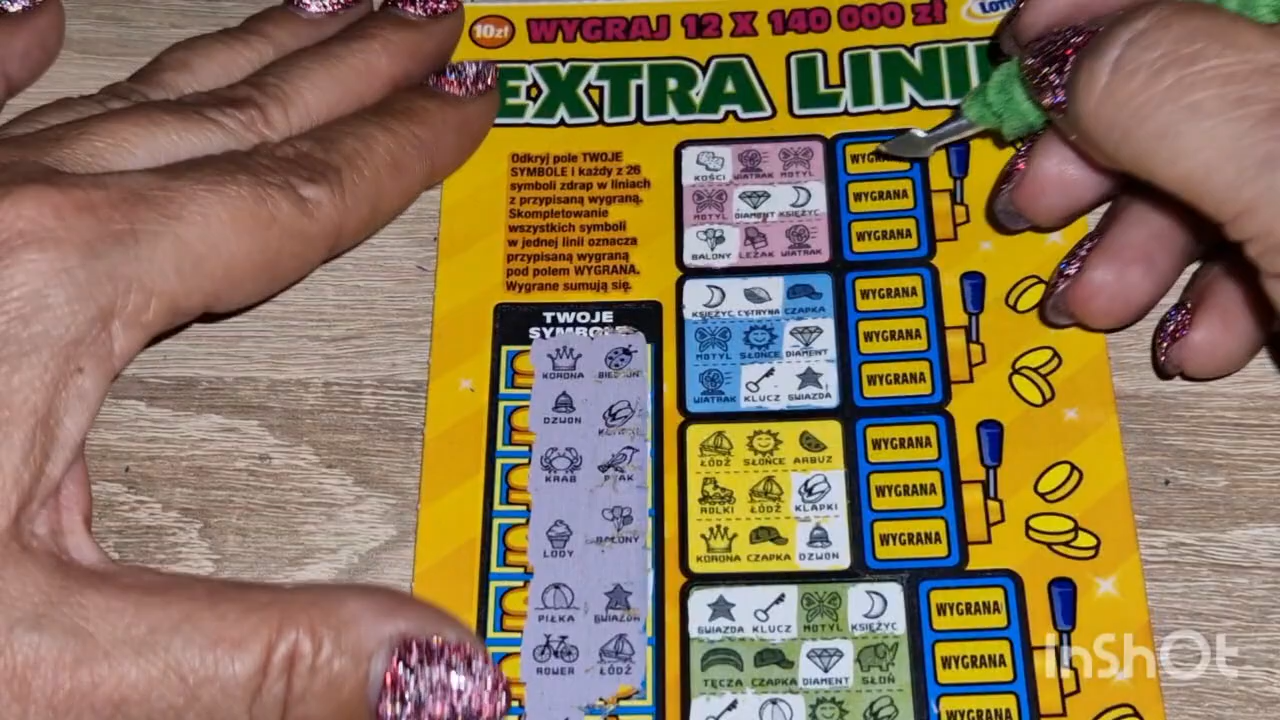 10zł WYGRAJ 12 X 140 000 zł
EXTRA LINI
Odkryj pole TWOJE
SYMBOLE i każdy z 26
symboli zdrap w liniach
z przypisaną wygraną.
Skompletowanie
wszystkich symboli
w jednej linii oznacza
przypisaną wygraną
pod polem WYGRANA.
Wygrane sumują się.
KOŚCI WIATRAK MOTYL
MOTYL DIAMENT KSIĘŻYC WYGRANA
BALONY LEŻAK WIATRAK WYGRANA
KSIĘŻYC CYTRYNA CZAPKA WYGRANA
MOTYL SŁOŃCE DIAMENT WYGRANA
WIATRAK KLUCZ GWIAZDA WYGRANA
ŁÓDŹ SŁOŃCE ARBUZ WYGRANA
ROLKI ŁÓDŹ KLAPKI WYGRANA
KORONA CZAPKA DZWON WYGRANA
GWIAZDA KLUCZ MOTYL KSIĘŻYC WYGRANA
TĘCZA CZAPKA DIAMENT SŁOŃ WYGRANA
WYGRANA
TWOJE
SYMBOLE
KORONA
DZWON
KRAB PTAK
LODY BALONY
PIŁKA GWIAZDA
ROWER ŁÓDŹ
InShOt